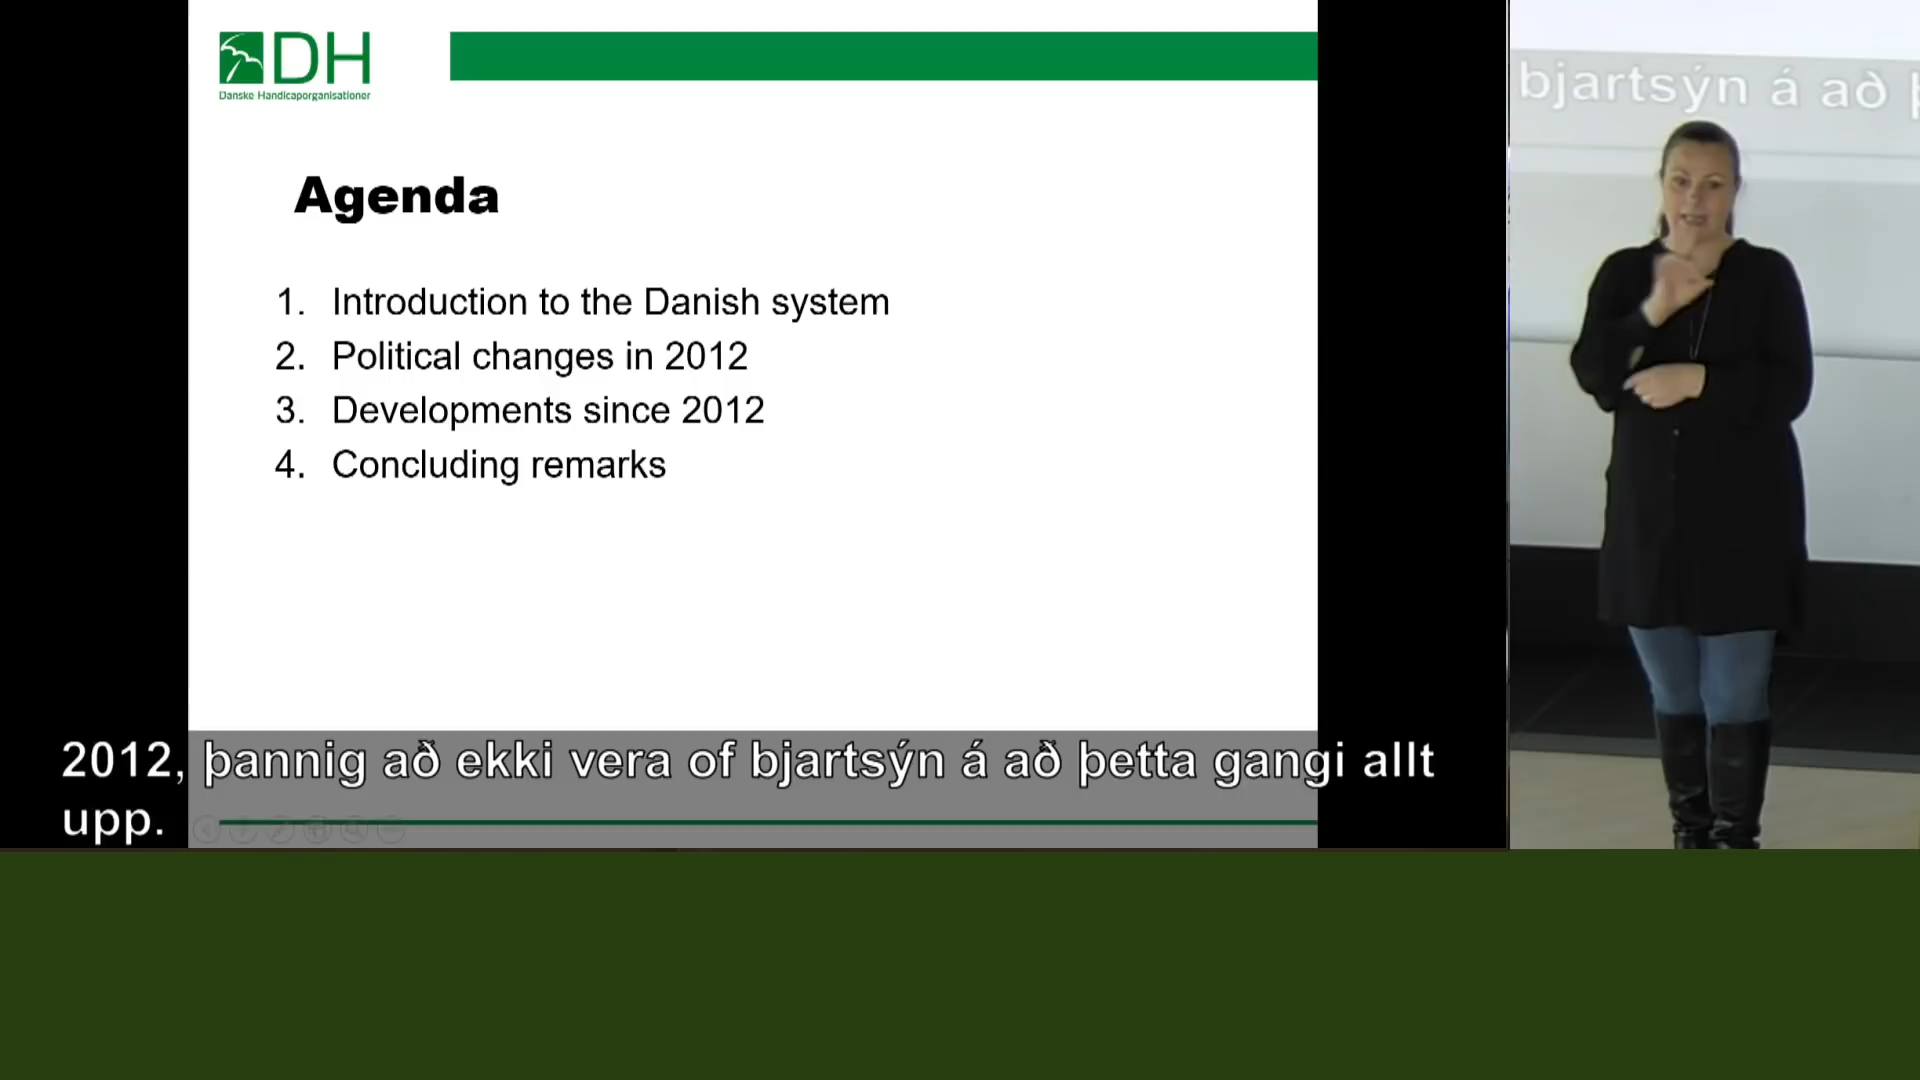 DH
Danske Handicaporganisationer
Agenda
1. Introduction to the Danish system
2. Political changes in 2012
3. Developments since 2012
4. Concluding remarks
2012, þannig að ekki vera of bjartsýn á að þetta gangi allt
upp.
bjartsýn á að þ